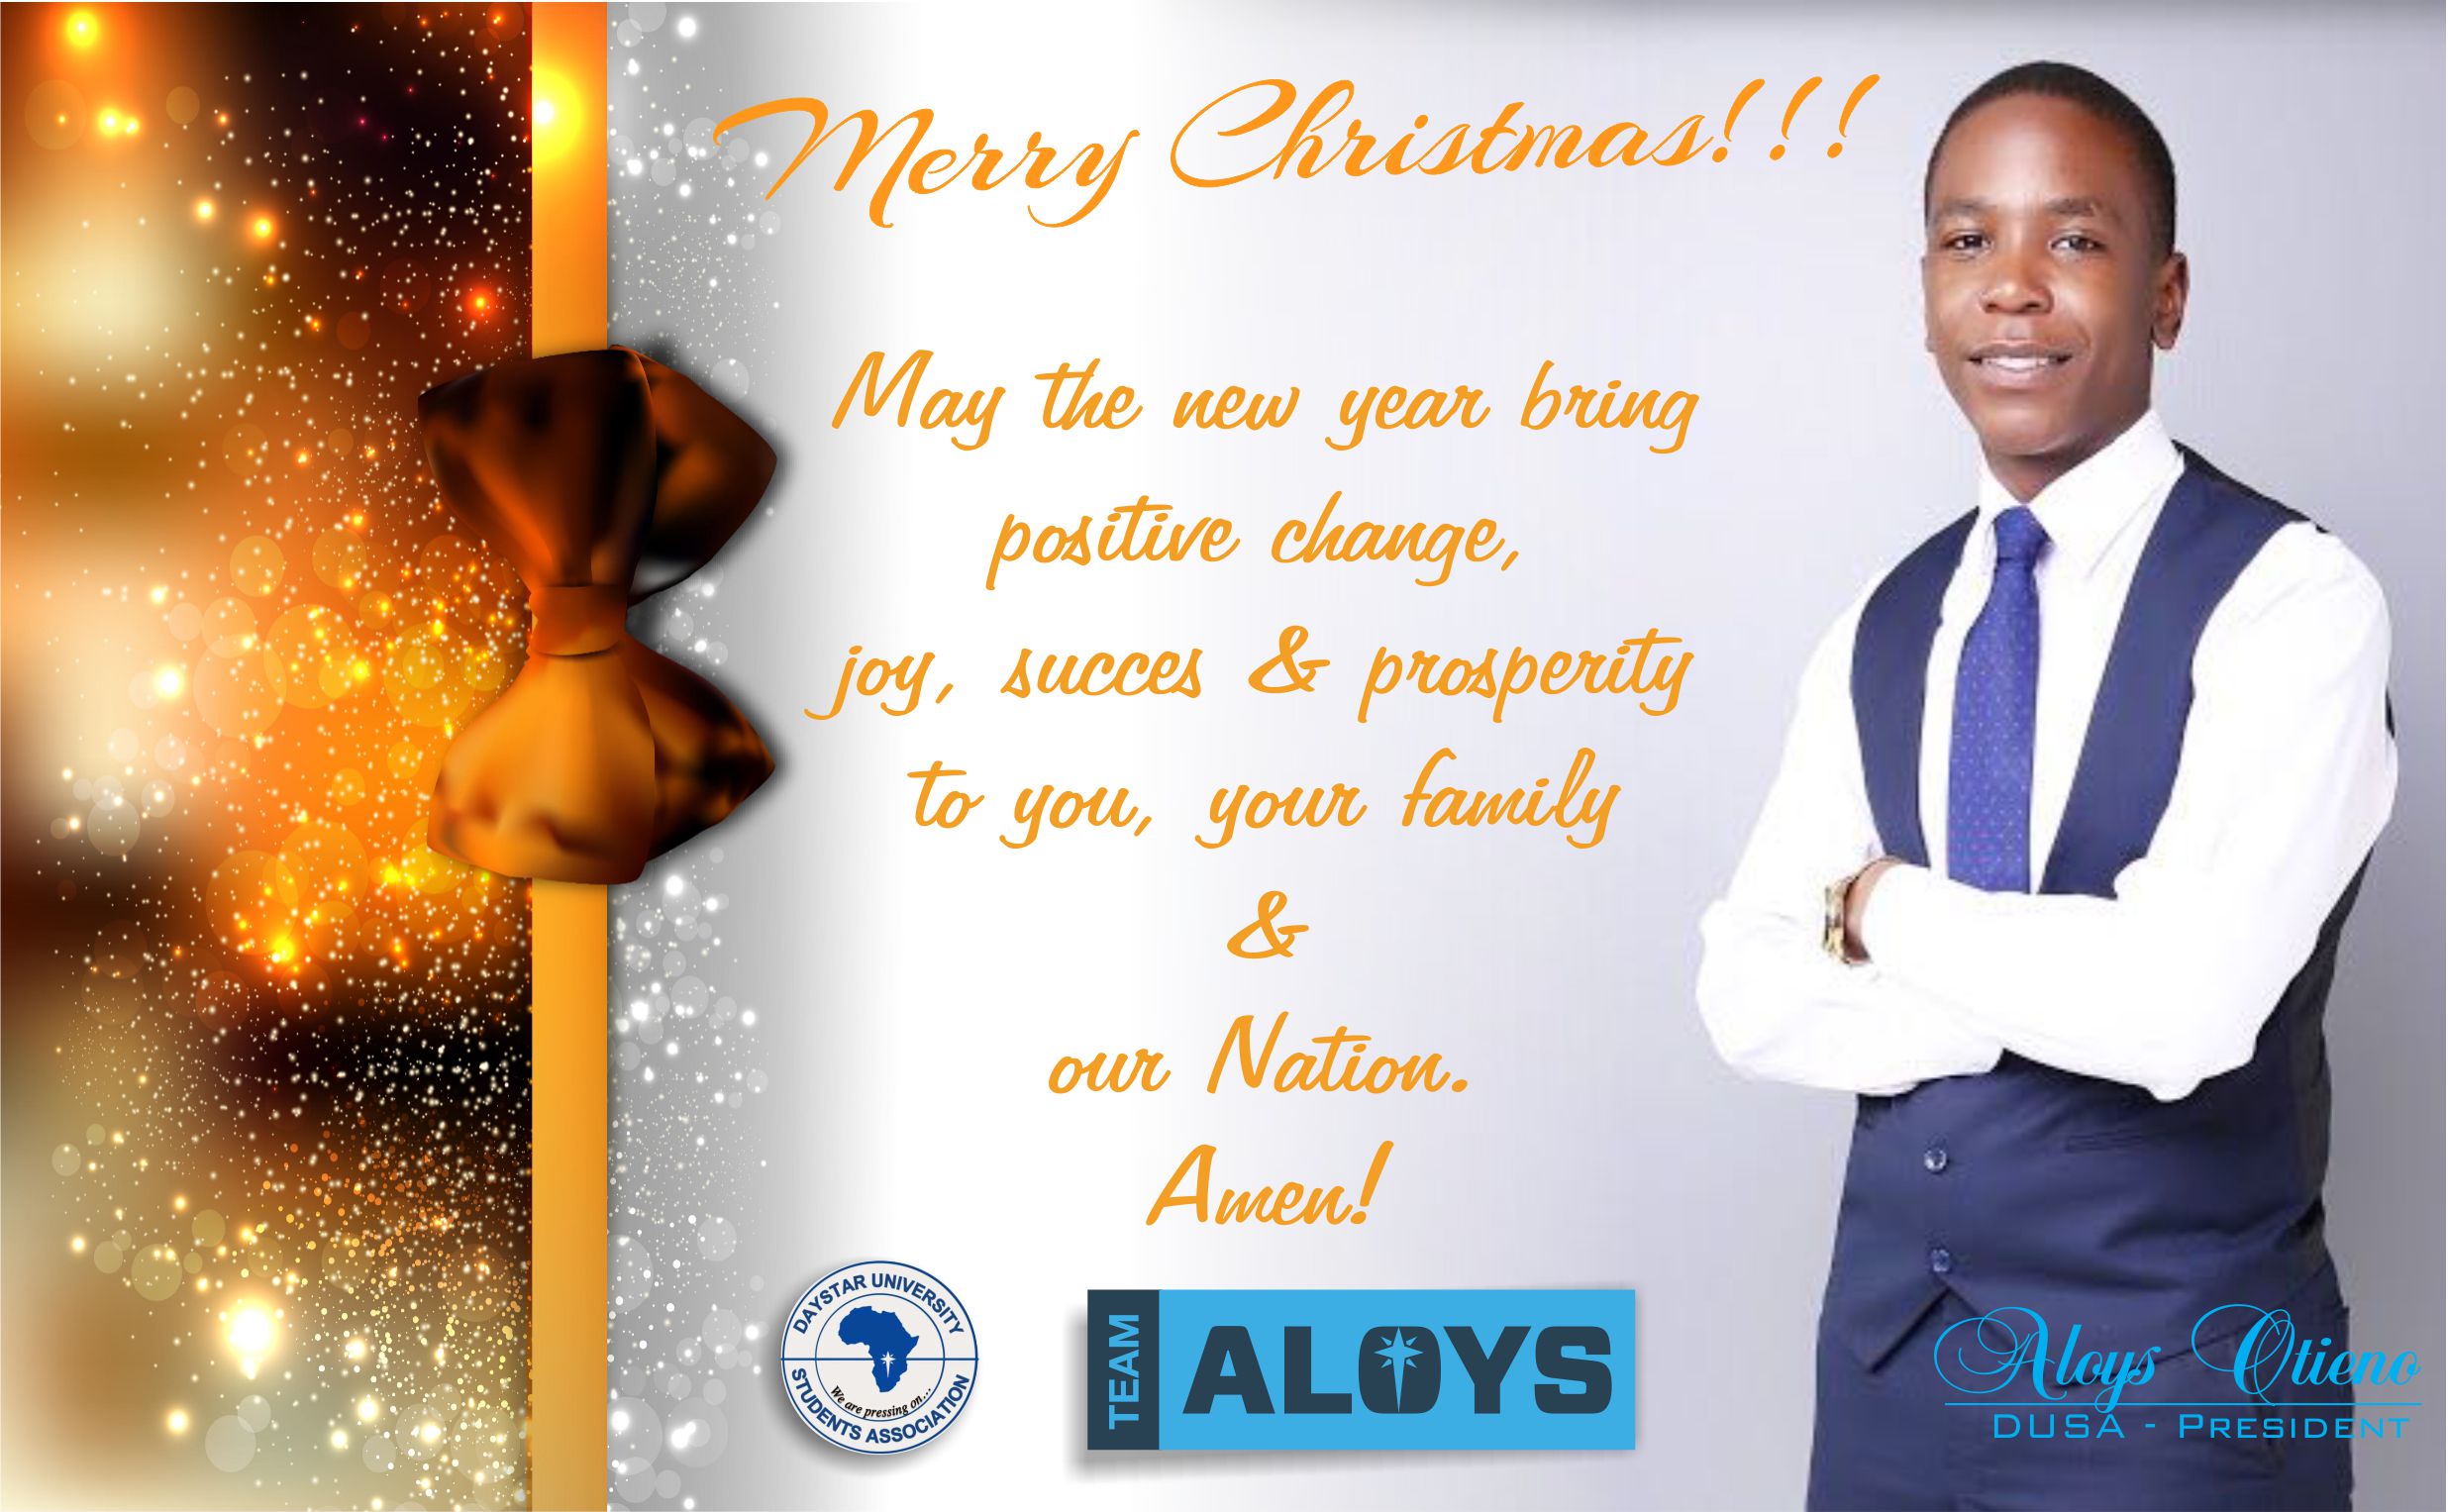 Merry Christmas!!!
May the new year bring
positive change,
joy, succes & prosperity
to you, your family
&
our Nation.
Amen!
DAYSTAR UNIVERSITY
We are pressing on...
STUDENTS ASSOCIATION
TEAM
ALOYS
Aloys Otieno
DUSA - PRESIDENT